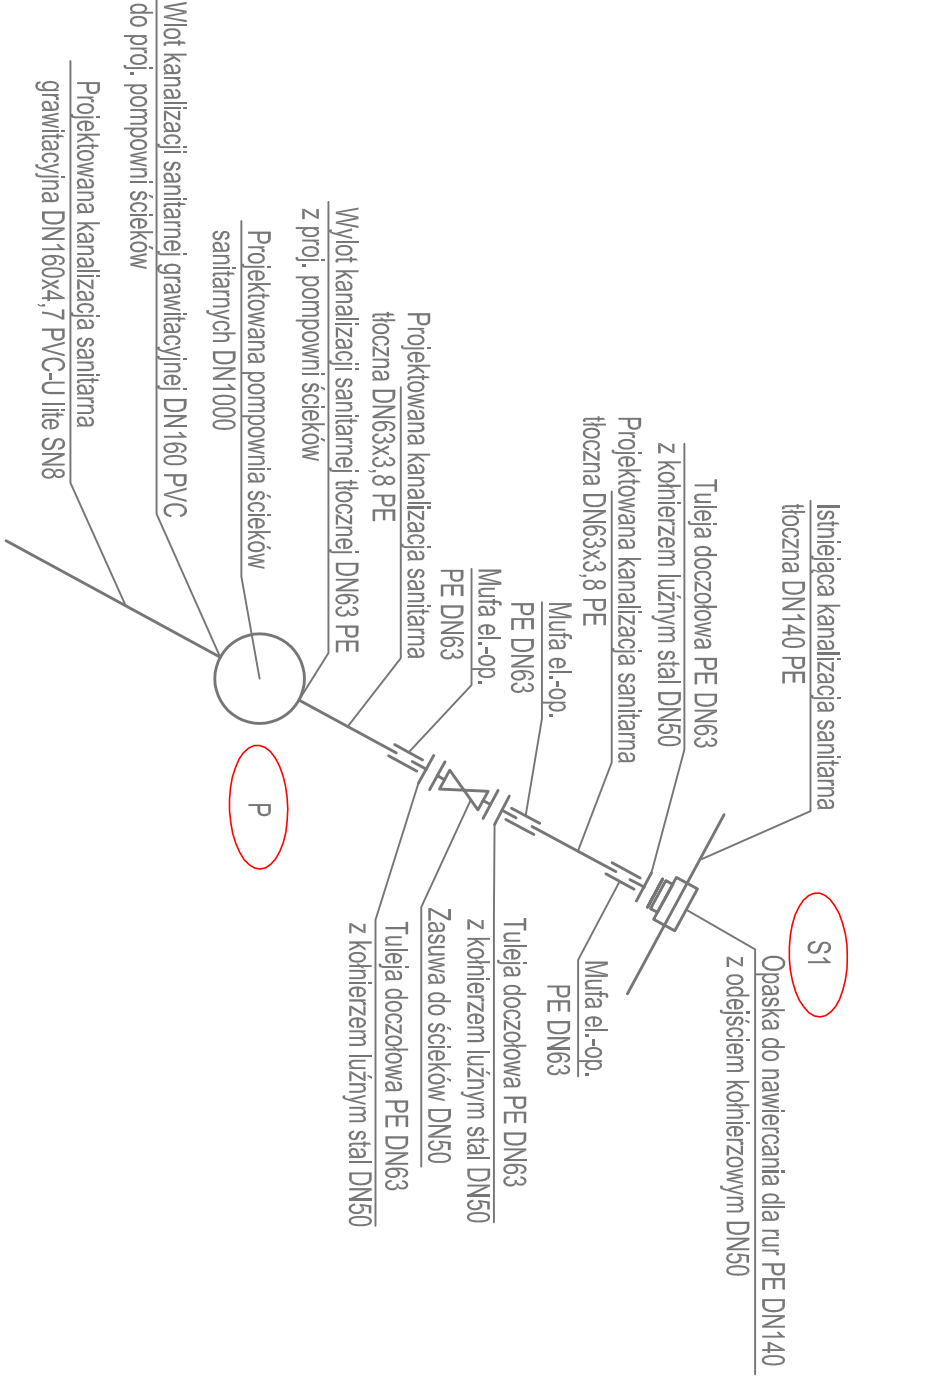 Istniejąca kanalizacja sanitarna
tłoczna DN140 PE
S1
Opaska do nawiercania dla rur PE DN140
z odejściem kołnierzowym DN50
Tuleja doczołowa PE DN63
z kołnierzem luźnym stal DN50
Projektowana kanalizacja sanitarna
tłoczna DN63x3,8 PE
Mufa el.-op.
PE DN63
Mufa el.-op.
PE DN63
Mufa el.-op.
PE DN63
Tuleja doczołowa PE DN63
z kołnierzem luźnym stal DN50
Zasuwa do ścieków DN50
Tuleja doczołowa PE DN63
z kołnierzem luźnym stal DN50
Projektowana kanalizacja sanitarna
tłoczna DN63x3,8 PE
Wylot kanalizacji sanitarnej tłocznej DN63 PE
z proj. pompowni ścieków
Projektowana pompownia ścieków
sanitarnych DN1000
P
Wlot kanalizacji sanitarnej grawitacyjnej DN160 PVC
do proj. pompowni ścieków
Projektowana kanalizacja sanitarna
grawitacyjna DN160x4,7 PVC-U lite SN8